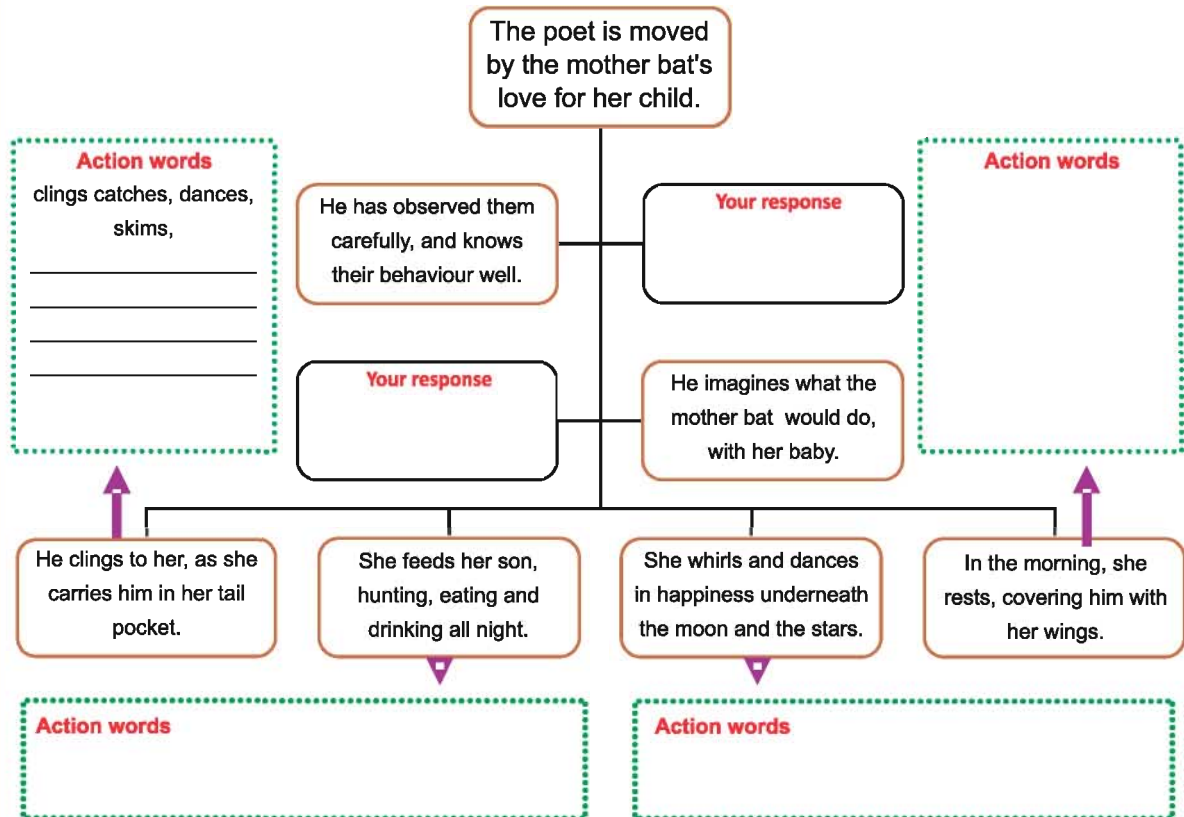 The poet is moved
by the mother bat's
love for her child.
Action words
clings catches, dances,
skims,
He has observed them
carefully, and knows
their behaviour well.
Your response
Action words
Your response
He imagines what the
mother bat would do,
with her baby.
He clings to her, as she
carries him in her tail
pocket.
She feeds her son,
hunting, eating and
drinking all night.
She whirls and dances
in happiness underneath
the moon and the stars.
In the morning, she
rests, covering him with
her wings.
Action words
Action words